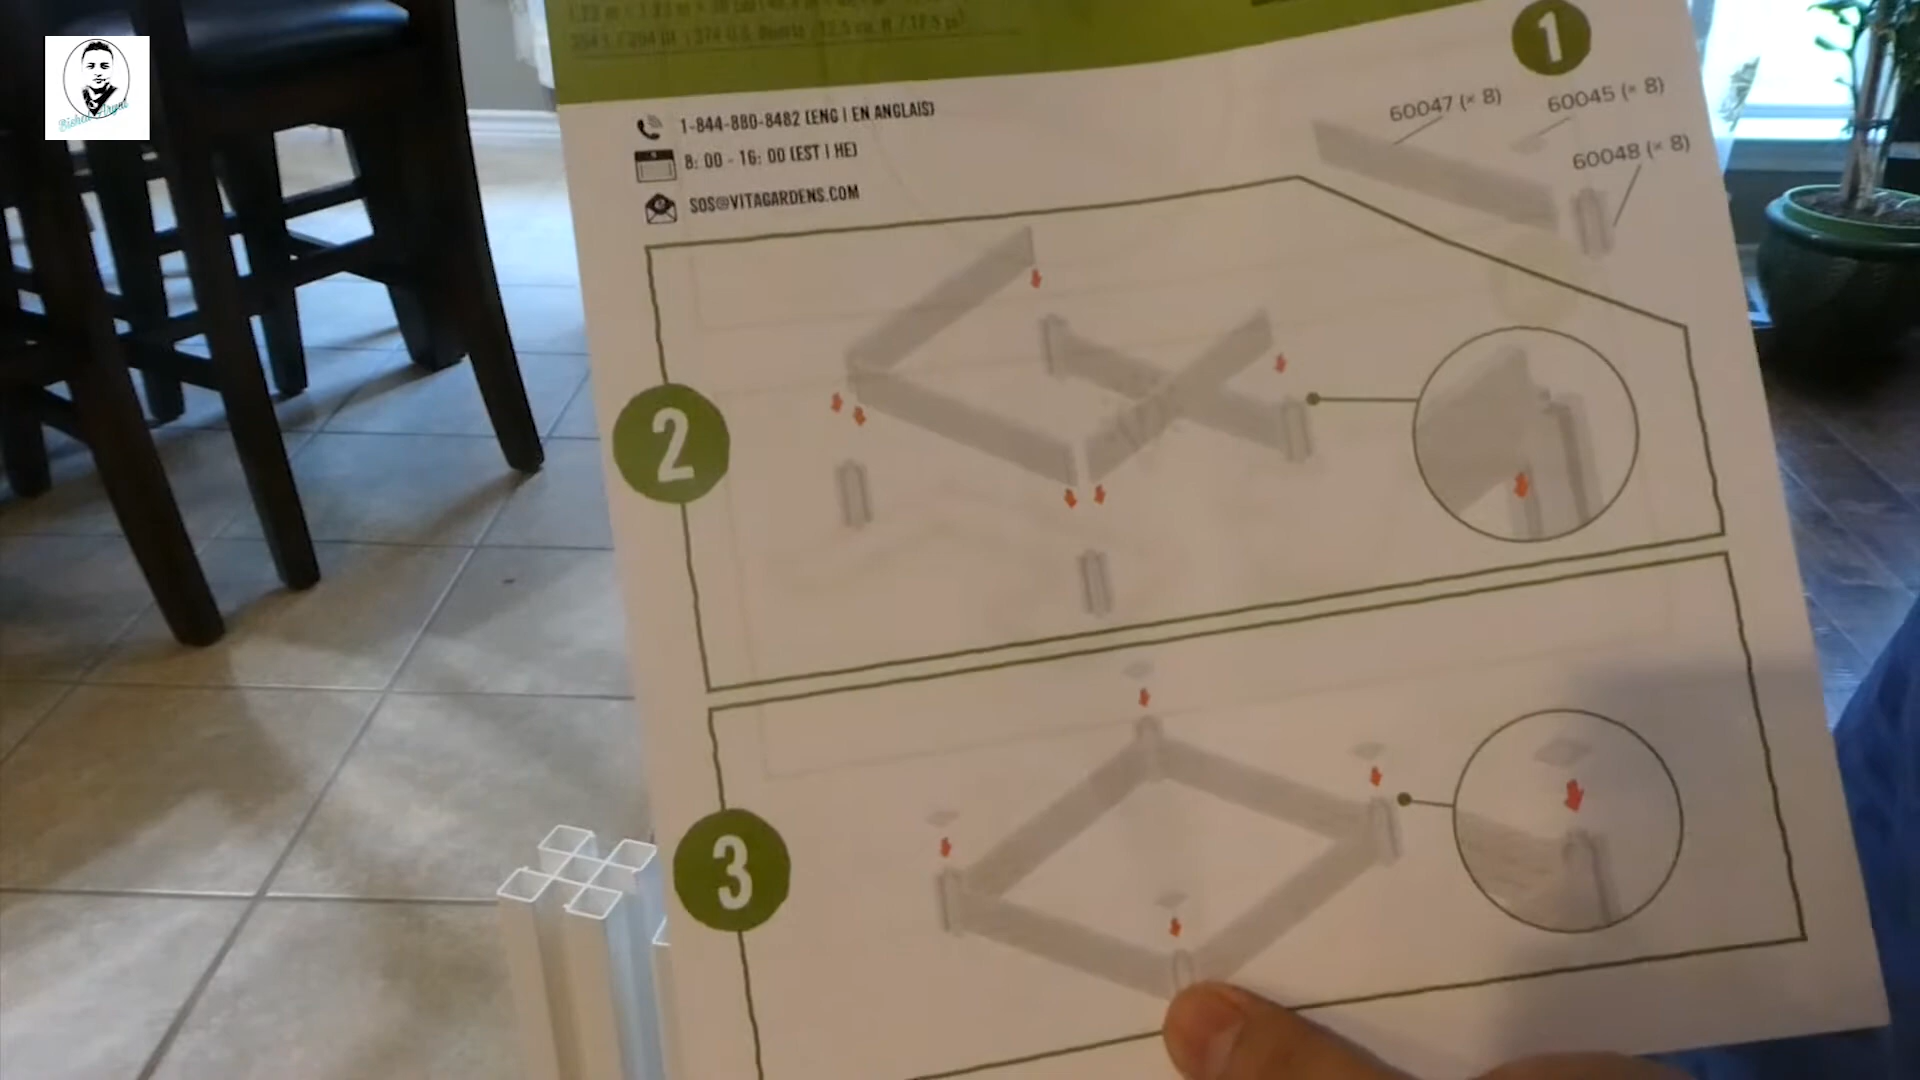 1
1-844-880-8482 (ENG | EN ANGLAIS)
8: 00 - 16: 00 (EST | HE)
SOS@VITAGARDENS.COM
60047 (× 8)
60045 (× 8)
60048 (× 8)
2
3